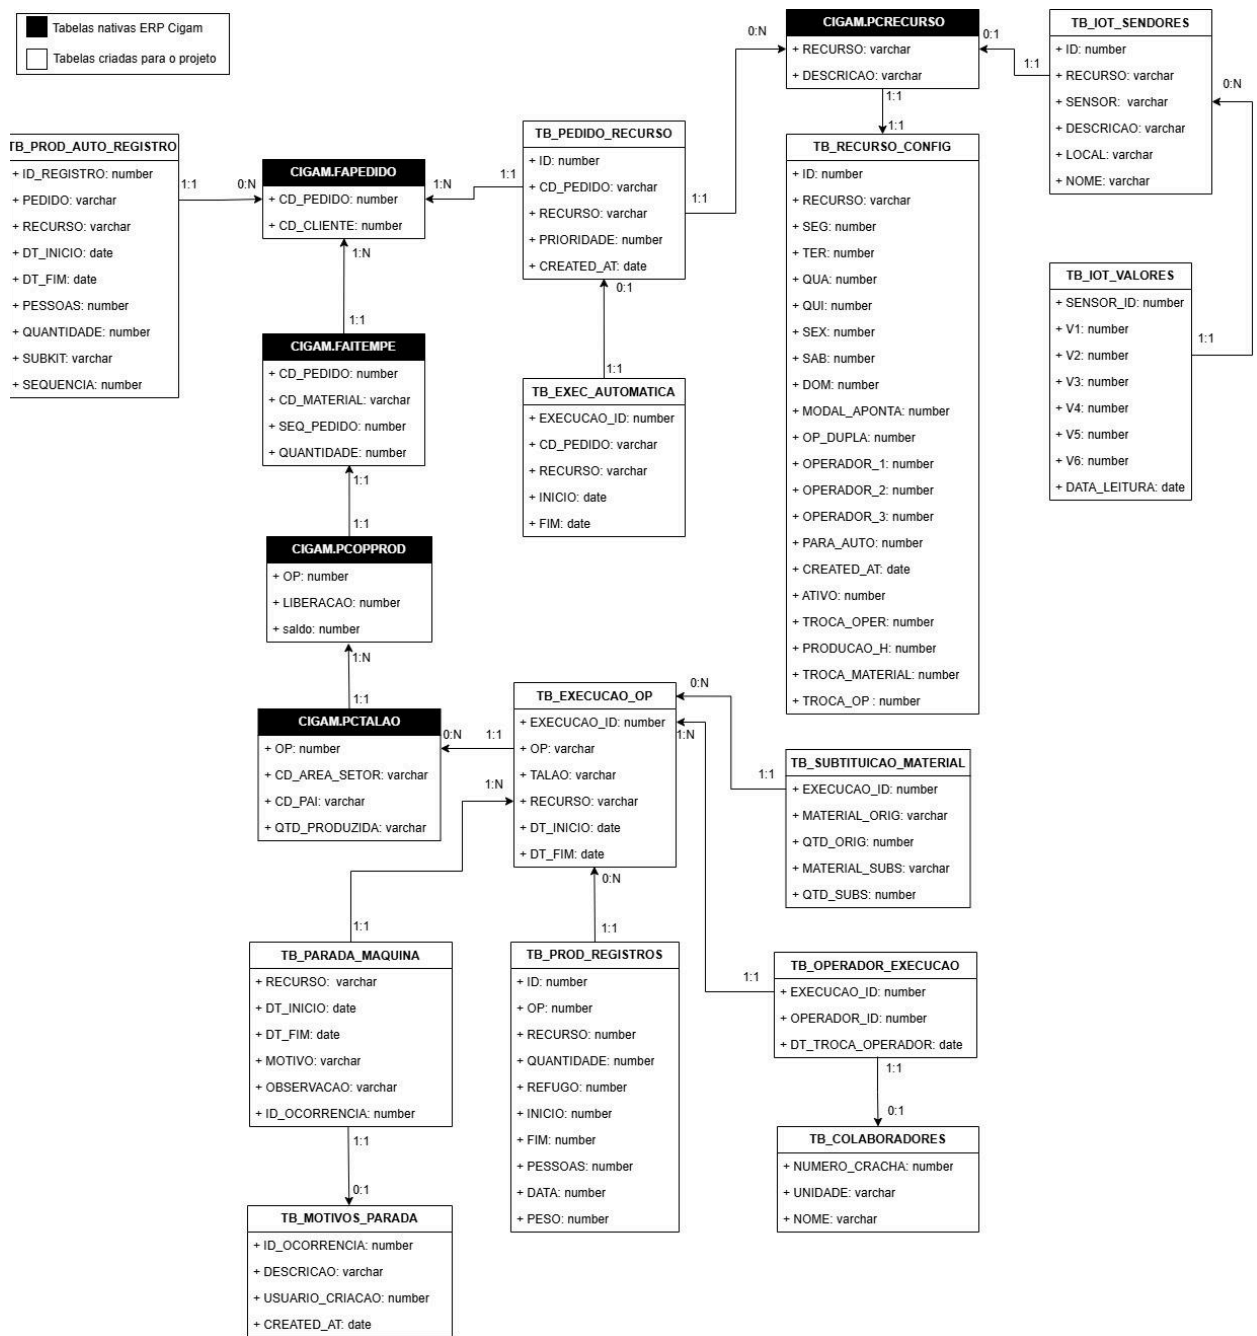 Tabelas nativas ERP Cigam
Tabelas criadas para o projeto
TB_PROD_AUTO_REGISTRO
+ ID_REGISTRO: number
+ PEDIDO: varchar
+ RECURSO: varchar
+ DT_INICIO: date
+ DT_FIM: date
+ PESSOAS: number
+ QUANTIDADE: number
+ SUBKIT: varchar
+ SEQUENCIA: number
1:1
0:N
CIGAM.FAPEDIDO
+ CD_PEDIDO: number
+ CD_CLIENTE: number
1:N
1:1
1:N
1:1
CIGAM.FAITEMPE
+ CD_PEDIDO: number
+ CD_MATERIAL: varchar
+ SEQ_PEDIDO: number
+ QUANTIDADE: number
1:1
1:1
CIGAM.PCOPPROD
+ OP: number
+ LIBERACAO: number
+ saldo: number
1:N
1:1
CIGAM.PCTALAO
+ OP: number
+ CD_AREA_SETOR: varchar
+ CD_PAI: varchar
+ QTD_PRODUZIDA: varchar
0:N
1:1
TB_PEDIDO_RECURSO
+ ID: number
+ CD_PEDIDO: varchar
+ RECURSO: varchar
+ PRIORIDADE: number
+ CREATED_AT: date
1:1
0:N
0:1
1:1
TB_EXEC_AUTOMATICA
+ EXECUCAO_ID: number
+ CD_PEDIDO: varchar
+ RECURSO: varchar
+ INICIO: date
+ FIM: date
CIGAM.PCRECURSO
+ RECURSO: varchar
+ DESCRICAO: varchar
0:1
1:1
1:1
1:1
TB_RECURSO_CONFIG
+ ID: number
+ RECURSO: varchar
+ SEG: number
+ TER: number
+ QUA: number
+ QUI: number
+ SEX: number
+ SAB: number
+ DOM: number
+ MODAL_APONTA: number
+ OP_DUPLA: number
+ OPERADOR_1: number
+ OPERADOR_2: number
+ OPERADOR_3: number
+ PARA_AUTO: number
+ CREATED_AT: date
+ ATIVO: number
+ TROCA_OPER: number
+ PRODUCAO_H: number
+ TROCA_MATERIAL: number
+ TROCA_OP : number
TB_IOT_SENDORES
+ ID: number
+ RECURSO: varchar
+ SENSOR:  varchar
+ DESCRICAO: varchar
+ LOCAL: varchar
+ NOME: varchar
0:N
1:1
TB_IOT_VALORES
+ SENSOR_ID: number
+ V1: number
+ V2: number
+ V3: number
+ V4: number
+ V5: number
+ V6: number
+ DATA_LEITURA: date
TB_EXECUCAO_OP
+ EXECUCAO_ID: number
+ OP: varchar
+ TALAO: varchar
+ RECURSO: varchar
+ DT_INICIO: date
+ DT_FIM: date
0:N
1:N
1:N
0:N
1:1
1:1
1:1
1:1
TB_SUBTITUICAO_MATERIAL
+ EXECUCAO_ID: number
+ MATERIAL_ORIG: varchar
+ QTD_ORIG: number
+ MATERIAL_SUBS: varchar
+ QTD_SUBS: number
TB_PARADA_MAQUINA
+ RECURSO:  varchar
+ DT_INICIO: date
+ DT_FIM: date
+ MOTIVO: varchar
+ OBSERVACAO: varchar
+ ID_OCORRENCIA: number
1:1
0:1
TB_MOTIVOS_PARADA
+ ID_OCORRENCIA: number
+ DESCRICAO: varchar
+ USUARIO_CRIACAO: number
+ CREATED_AT: date
TB_PROD_REGISTROS
+ ID: number
+ OP: number
+ RECURSO: number
+ QUANTIDADE: number
+ REFUGO: number
+ INICIO: number
+ FIM: number
+ PESSOAS: number
+ DATA: number
+ PESO: number
TB_OPERADOR_EXECUCAO
+ EXECUCAO_ID: number
+ OPERADOR_ID: number
+ DT_TROCA_OPERADOR: date
1:1
0:1
TB_COLABORADORES
+ NUMERO_CRACHA: number
+ UNIDADE: varchar
+ NOME: varchar